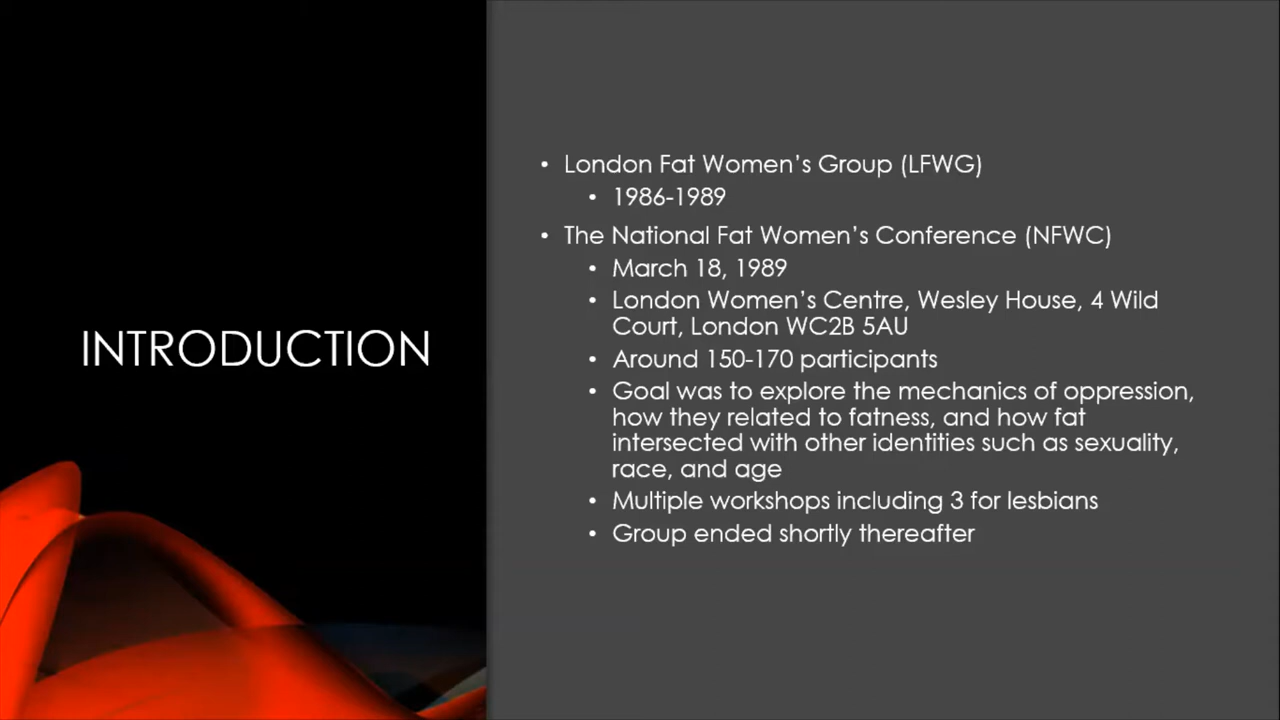 INTRODUCTION
• London Fat Women's Group (LFWG)
• 1986-1989
• The National Fat Women's Conference (NFWC)
• March 18, 1989
• London Women's Centre, Wesley House, 4 Wild
Court, London WC2B 5AU
• Around 150-170 participants
• Goal was to explore the mechanics of oppression,
how they related to fatness, and how fat
intersected with other identities such as sexuality,
race, and age
• Multiple workshops including 3 for lesbians
• Group ended shortly thereafter